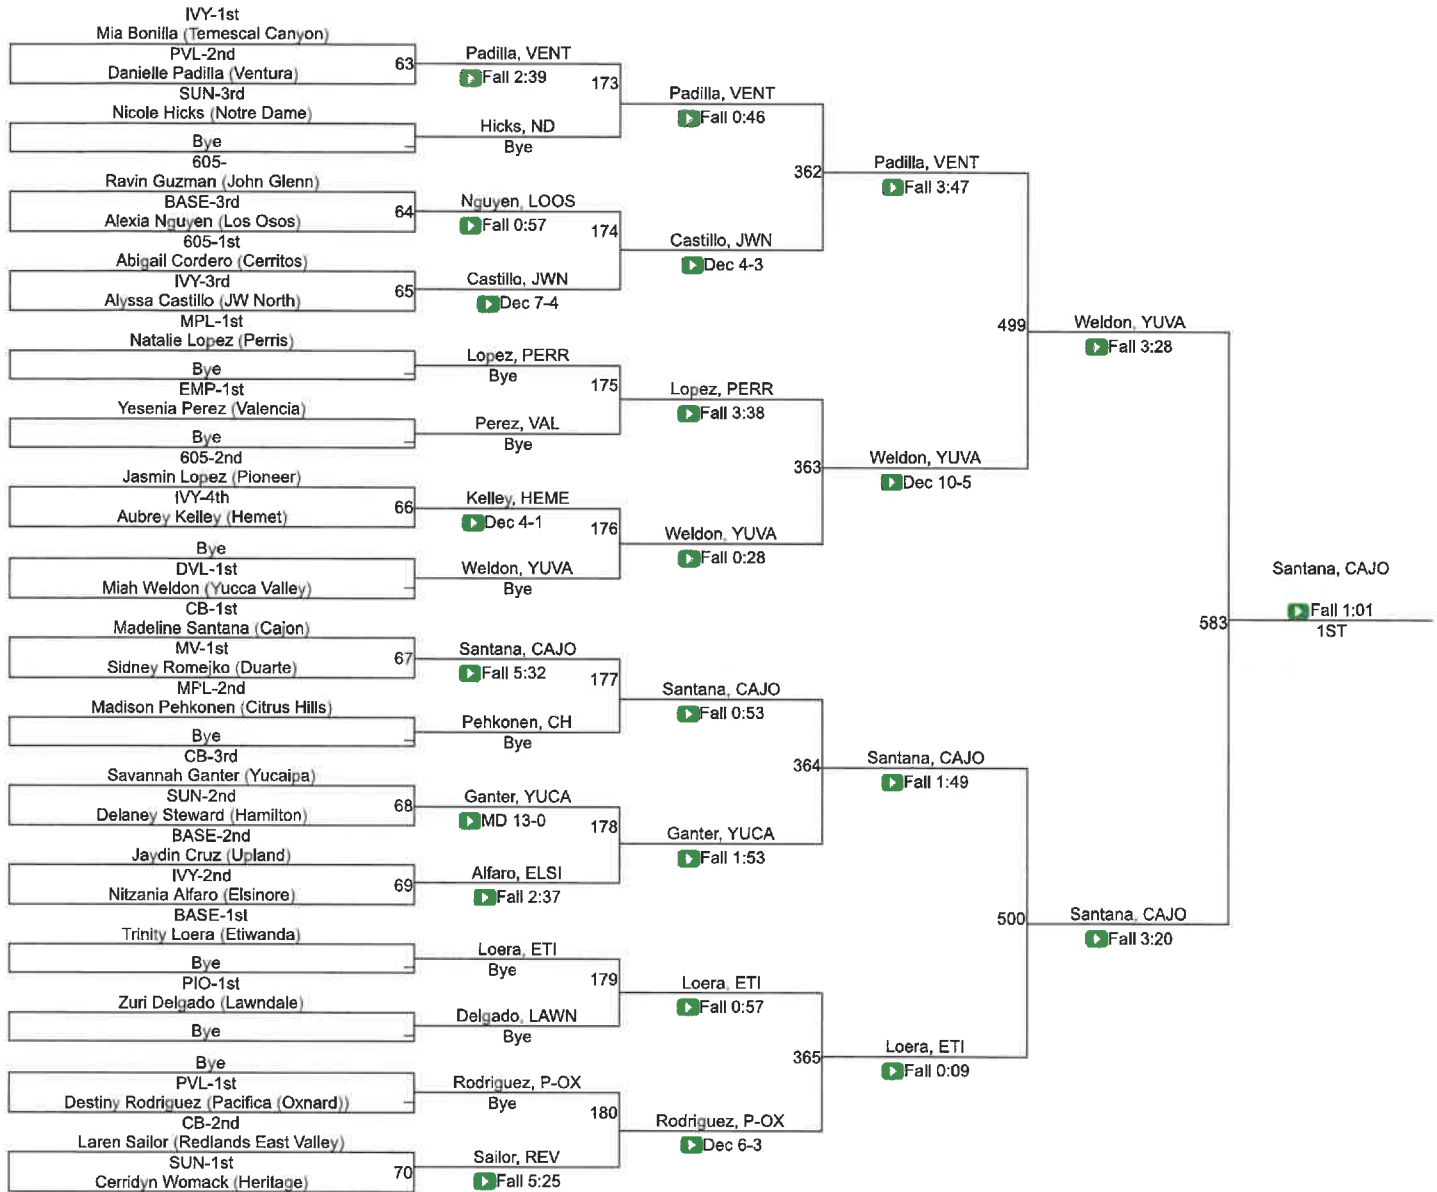 IVY-1st
Mia Bonilla (Temescal Canyon)
PVL-2nd
Danielle Padilla (Ventura)
63
SUN-3rd
Nicole Hicks (Notre Dame)
Bye
605-
Ravin Guzman (John Glenn)
BASE-3rd
Alexia Nguyen (Los Osos)
64
605-1st
Abigail Cordero (Cerritos)
IVY-3rd
Alyssa Castillo (JW North)
65
MPL-1st
Natalie Lopez (Perris)
Bye
EMP-1st
Yesenia Perez (Valencia)
Bye
605-2nd
Jasmin Lopez (Pioneer)
IVY-4th
Aubrey Kelley (Hemet)
66
Bye
DVL-1st
Miah Weldon (Yucca Valley)
CB-1st
Madeline Santana (Cajon)
MV-1st
Sidney Romejko (Duarte)
67
MPL-2nd
Madison Pehkonen (Citrus Hills)
Bye
CB-3rd
Savannah Ganter (Yucaipa)
SUN-2nd
Delaney Steward (Hamilton)
68
BASE-2nd
Jaydin Cruz (Upland)
IVY-2nd
Nitzania Alfaro (Elsinore)
69
BASE-1st
Trinity Loera (Etiwanda)
Bye
PIO-1st
Zuri Delgado (Lawndale)
Bye
Bye
PVL-1st
Destiny Rodriguez (Pacifica (Oxnard))
CB-2nd
Laren Sailor (Redlands East Valley)
SUN-1st
Cerridyn Womack (Heritage)
70
Padilla, VENT
Fall 2:39
173
Hicks, ND
Bye
Nguyen, LOOS
Fall 0:57
174
Castillo, JWN
Dec 7-4
Lopez, PERR
Bye
175
Perez, VAL
Bye
Kelley, HEME
Dec 4-1
176
Weldon, YUVA
Bye
Santana, CAJO
Fall 5:32
177
Pehkonen, CH
Bye
Ganter, YUCA
MD 13-0
178
Alfaro, ELSI
Fall 2:37
Loera, ETI
Bye
179
Delgado, LAWN
Bye
Rodriguez, P-OX
Bye
180
Sailor, REV
Fall 5:25
Padilla, VENT
Fall 0:46
362
Castillo, JWN
Dec 4-3
Lopez, PERR
Fall 3:38
363
Weldon, YUVA
Fall 0:28
Santana, CAJO
Fall 0:53
364
Ganter, YUCA
Fall 1:53
Loera, ETI
Fall 0:57
365
Rodriguez, P-OX
Dec 6-3
Padilla, VENT
Fall 3:47
499
Weldon, YUVA
Dec 10-5
Santana, CAJO
Fall 1:49
500
Loera, ETI
Fall 0:09
Weldon, YUVA
Fall 3:28
583
Santana, CAJO
Fall 3:20
Santana, CAJO
Fall 1:01
1ST